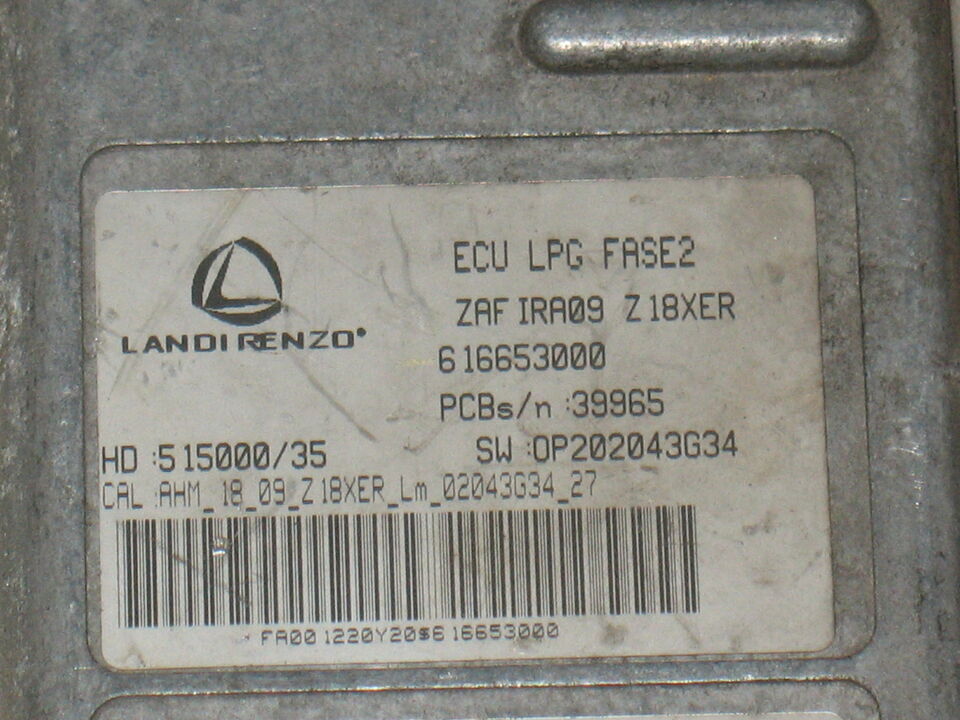 LANDI RENZO®
ECU LPG FASE2
ZAFIRA09 Z18XER
616653000
PCBs/n :39965
HD :515000/35 SW :OP202043G34
CAL :AHM_18_09_Z18XER_Lm_02043G34_27
FA001220Y20$616653000